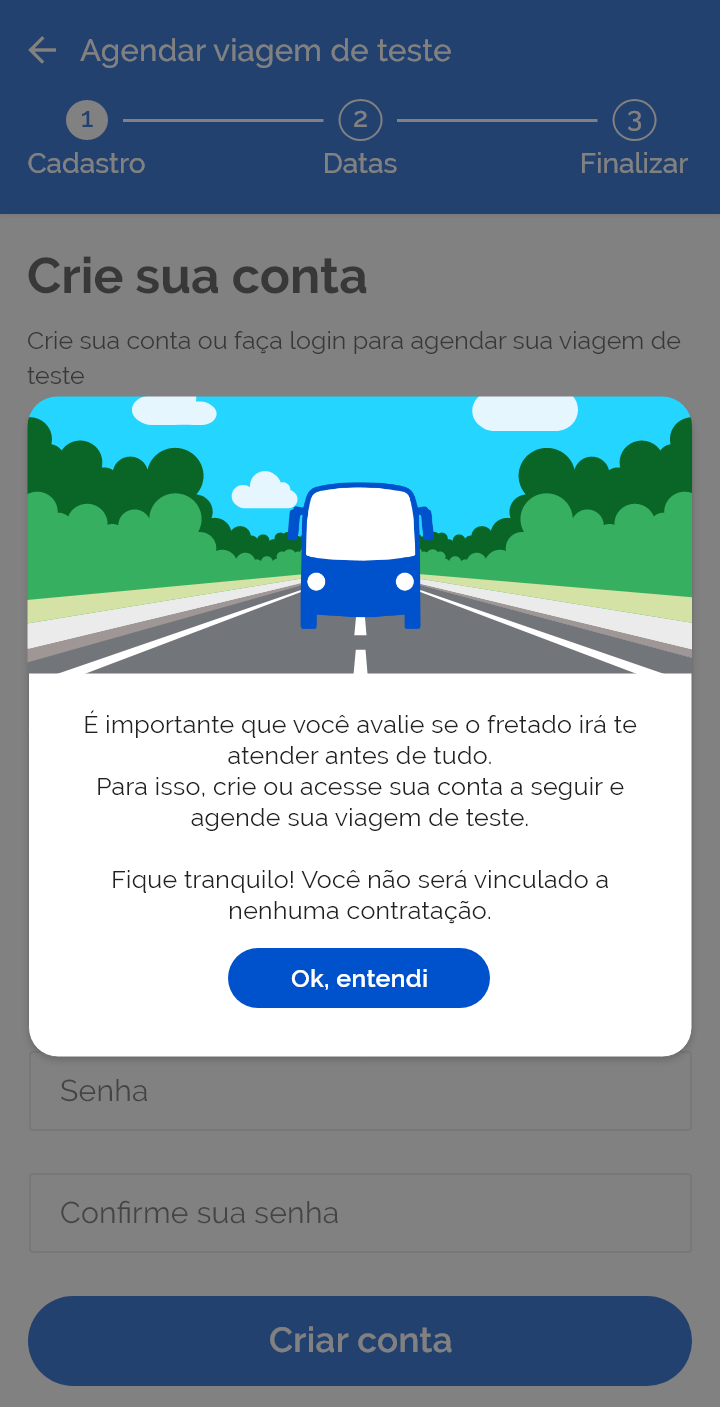 Agendar viagem de teste
1 2 3
Cadastro Datas Finalizar
Crie sua conta
Crie sua conta ou faça login para agendar sua viagem de
teste
É importante que você avalie se o fretado irá te
atender antes de tudo.
Para isso, crie ou acesse sua conta a seguir e
agende sua viagem de teste.
Fique tranquilo! Você não será vinculado a
nenhuma contratação.
Ok, entendi
Senha
Confirme sua senha
Criar conta